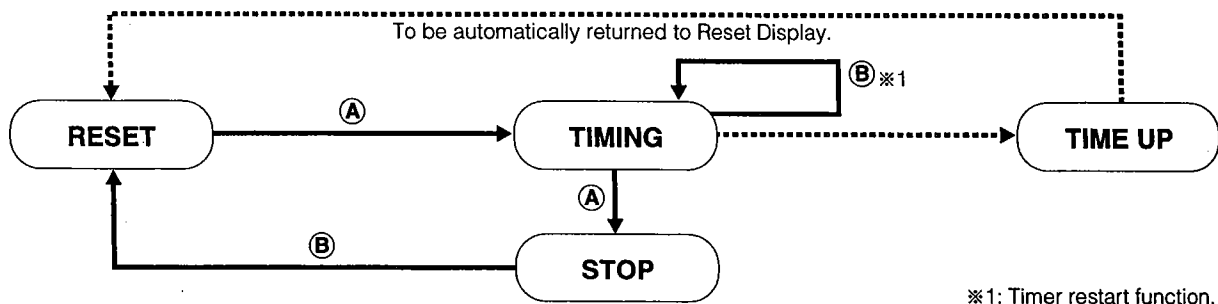 To be automatically returned to Reset Display.
Ⓑ ※1
Ⓐ
RESET
TIMING
TIME UP
Ⓐ
Ⓑ
STOP
※1: Timer restart function.